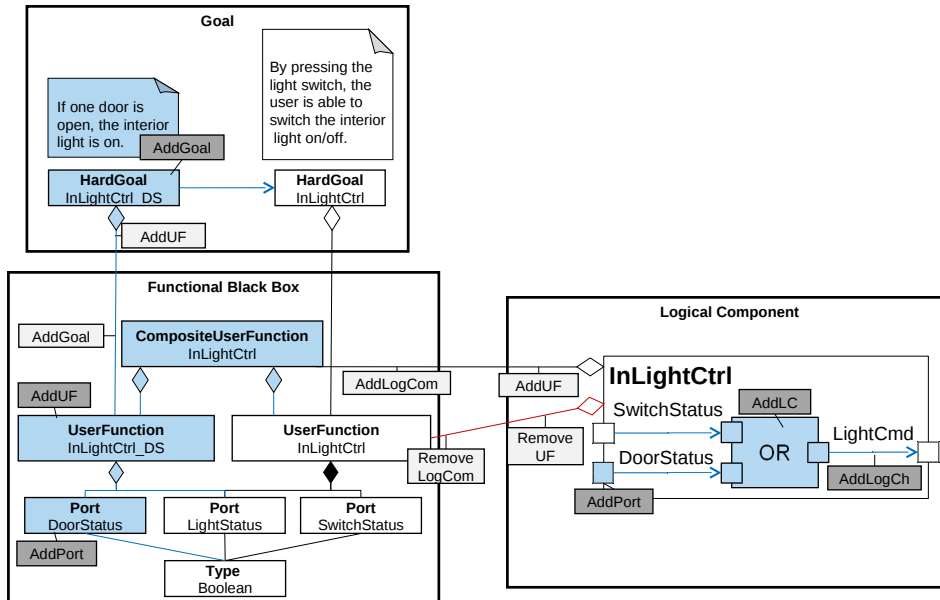 Goal
If one door is
open, the interior
light is on.
By pressing the
light switch, the
user is able to
switch the interior
light on/off.
AddGoal
HardGoal
InLightCtrl_DS
HardGoal
InLightCtrl
AddUF
Functional Black Box
AddGoal
CompositeUserFunction
InLightCtrl
AddLogCom
AddUF
AddUF
UserFunction
InLightCtrl_DS
UserFunction
InLightCtrl
Remove
LogCom
Remove
UF
Port
DoorStatus
Port
LightStatus
Port
SwitchStatus
AddPort
Type
Boolean
Logical Component
InLightCtrl
AddLC
SwitchStatus
DoorStatus
OR
LightCmd
AddLogCh
AddPort